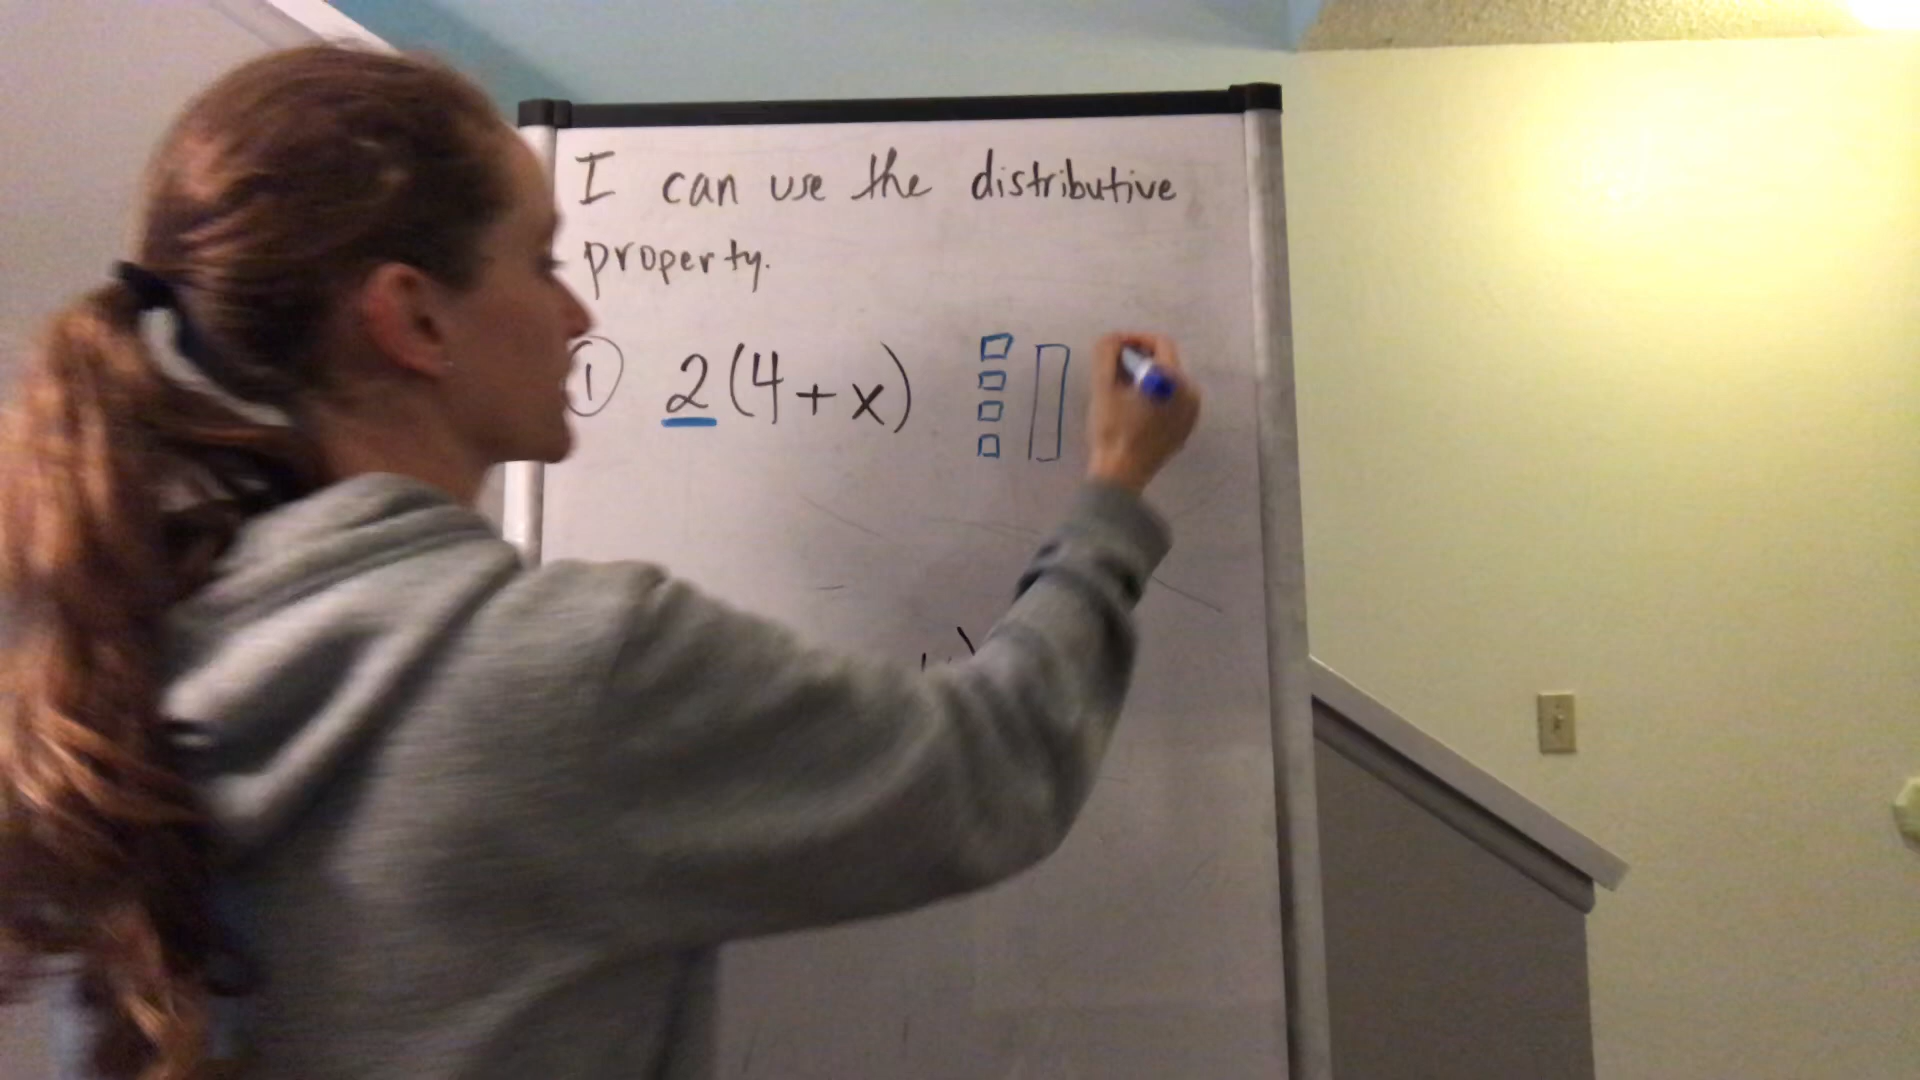 I can use the distributive
property.
① 2(4+x)